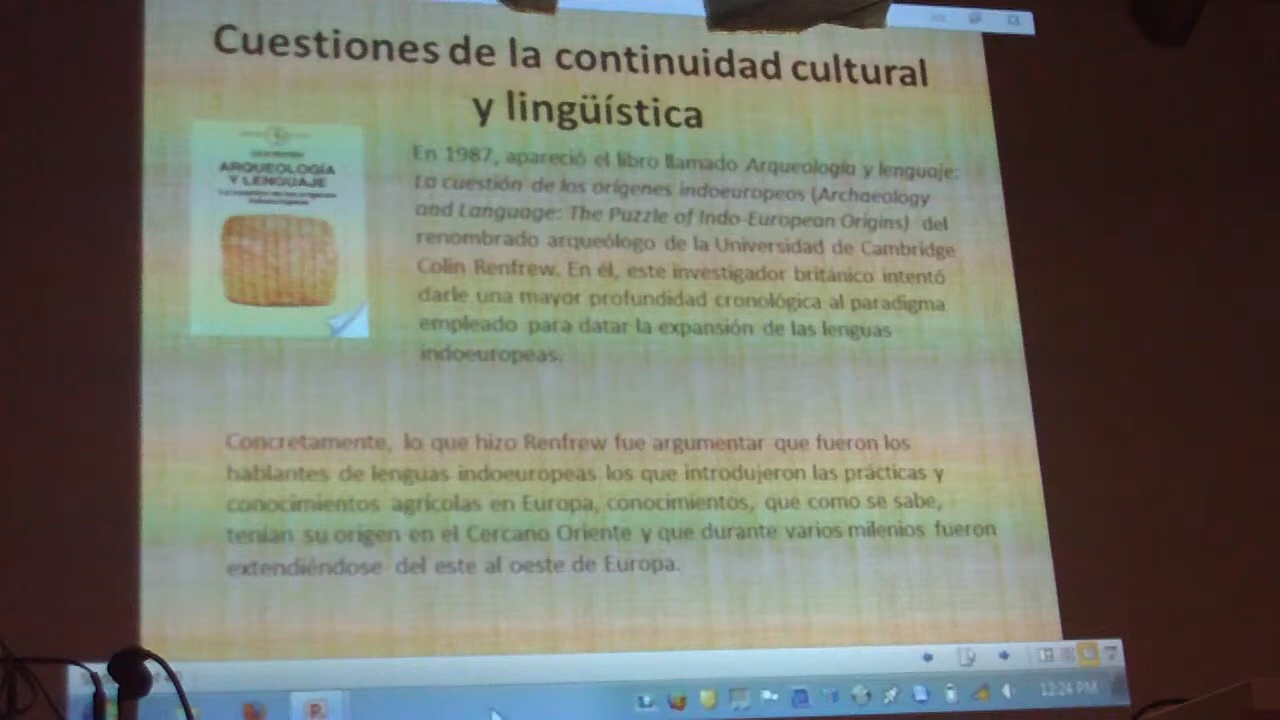 Cuestiones de la continuidad cultural
y lingüística
ARQUEOLOGÍA
Y LENGUAJE
En 1987, apareció el libro llamado Arqueología y lenguaje:
La cuestión de los orígenes indoeuropeos (Archaeology
and Language: The Puzzle of Indo-European Origins) del
renombrado arqueólogo de la Universidad de Cambridge
Colin Renfrew. En él, este investigador británico intentó
darle una mayor profundidad cronológica al paradigma
empleado para datar la expansión de las lenguas
indoeuropeas.
Concretamente, lo que hizo Renfrew fue argumentar que fueron los
hablantes de lenguas indoeuropeas los que introdujeron las prácticas y
conocimientos agrícolas en Europa, conocimientos, que como se sabe,
tenían su origen en el Cercano Oriente y que durante varios milenios fueron
extendiéndose del este al oeste de Europa.
12:24 PM